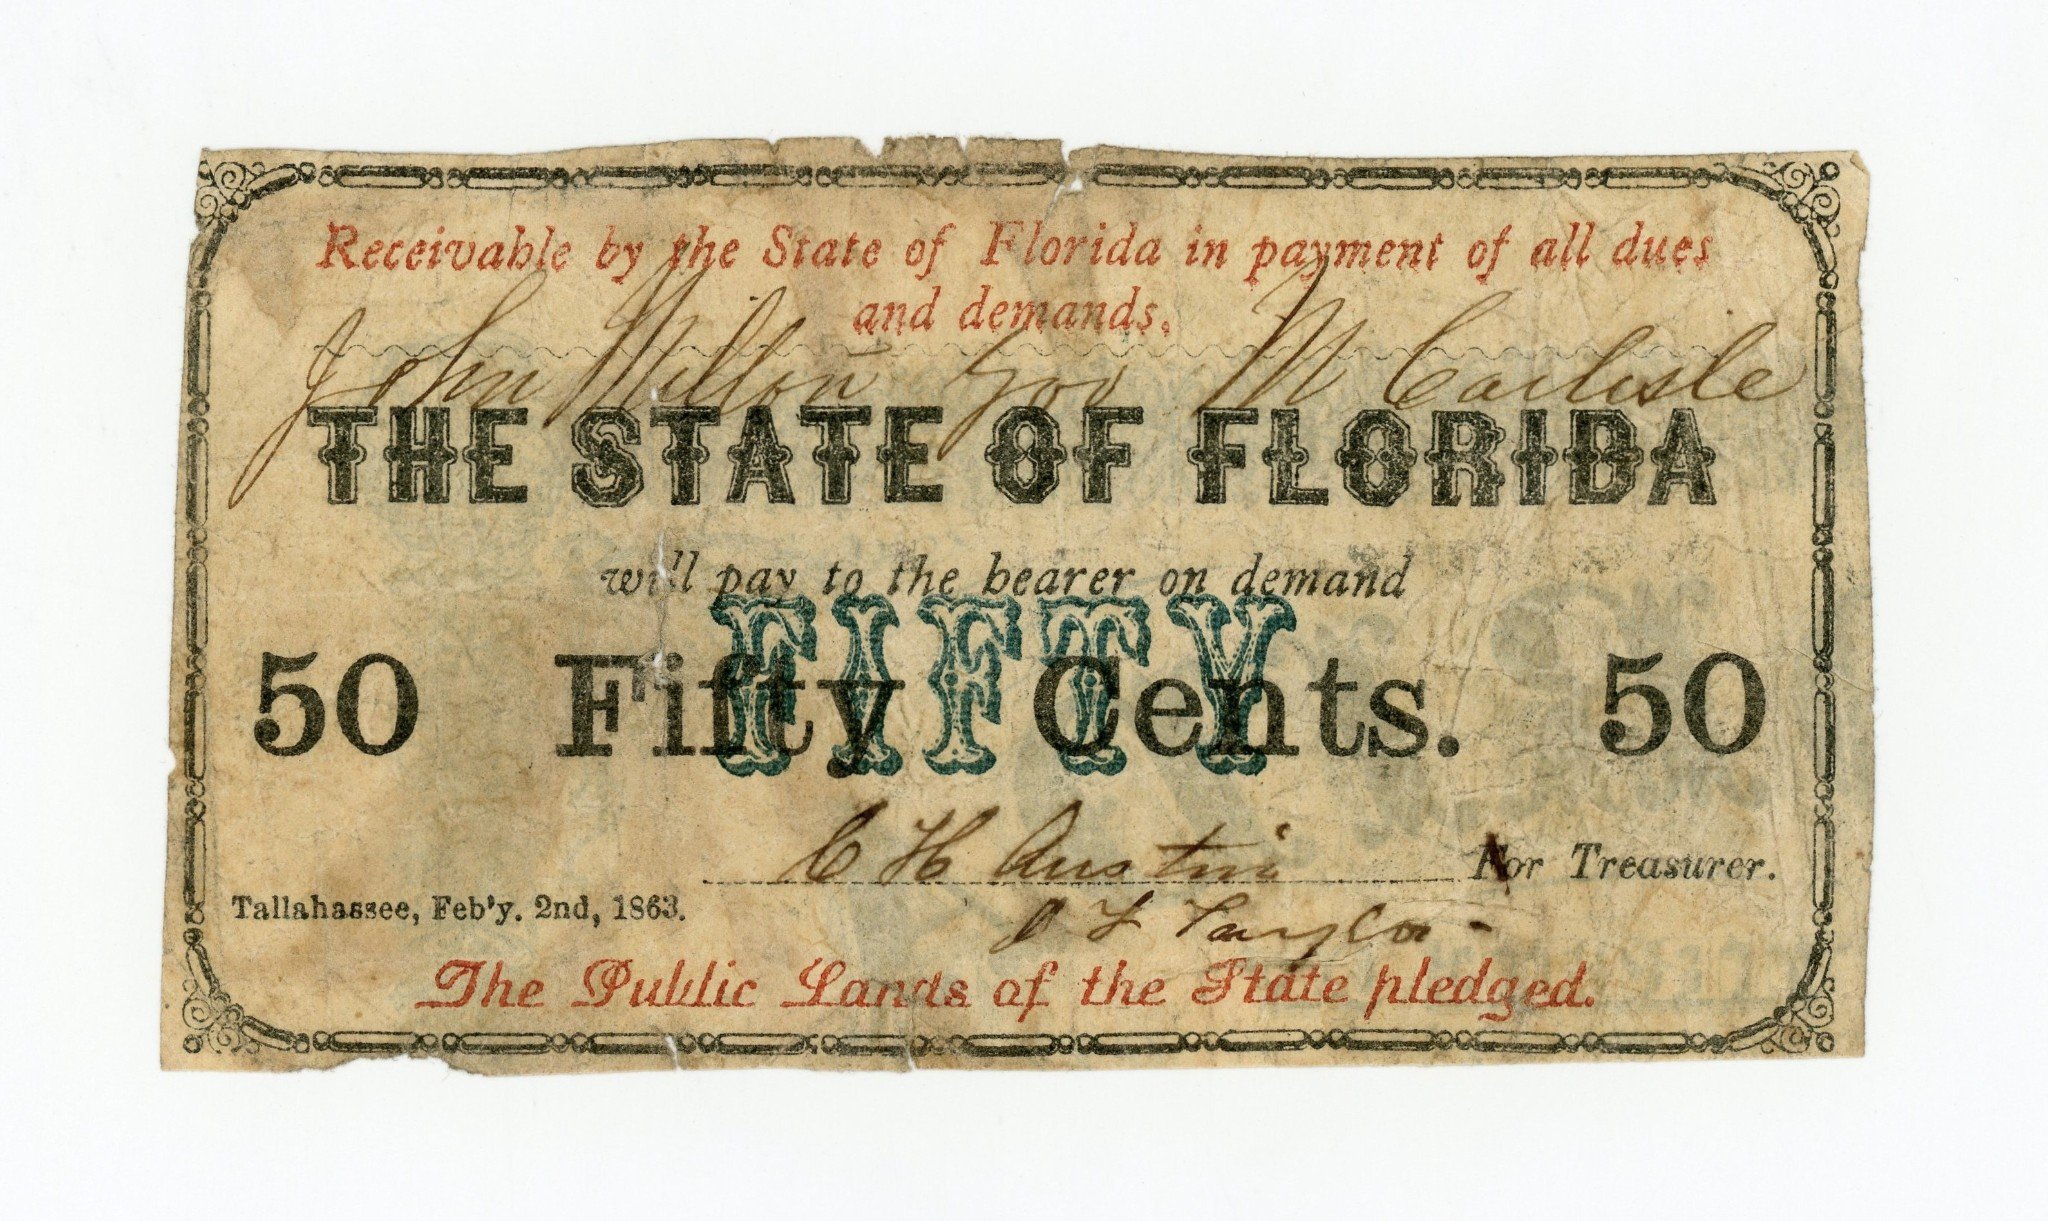 Receivable by the State of Florida in payment of all dues
and demands.
John Milton Gov M Carlisle
THE STATE OF FLORIDA
will pay to the bearer on demand
FIFTY
50 Fifty Cents. 50
C H Austin For Treasurer.
Tallahassee, Feb'y. 2nd, 1863.
Taylor
The Public Lands of the State pledged.